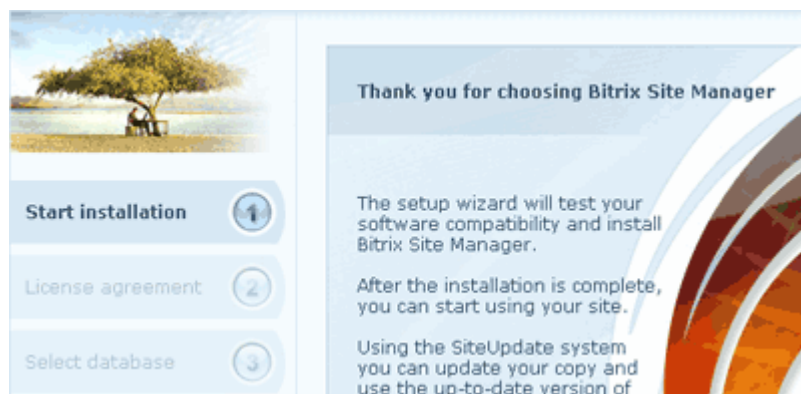 Thank you for choosing Bitrix Site Manager
Start installation 1
License agreement 2
Select database 3
The setup wizard will test your
software compatibility and install
Bitrix Site Manager.
After the installation is complete,
you can start using your site.
Using the SiteUpdate system
you can update your copy and
use the up-to-date version of